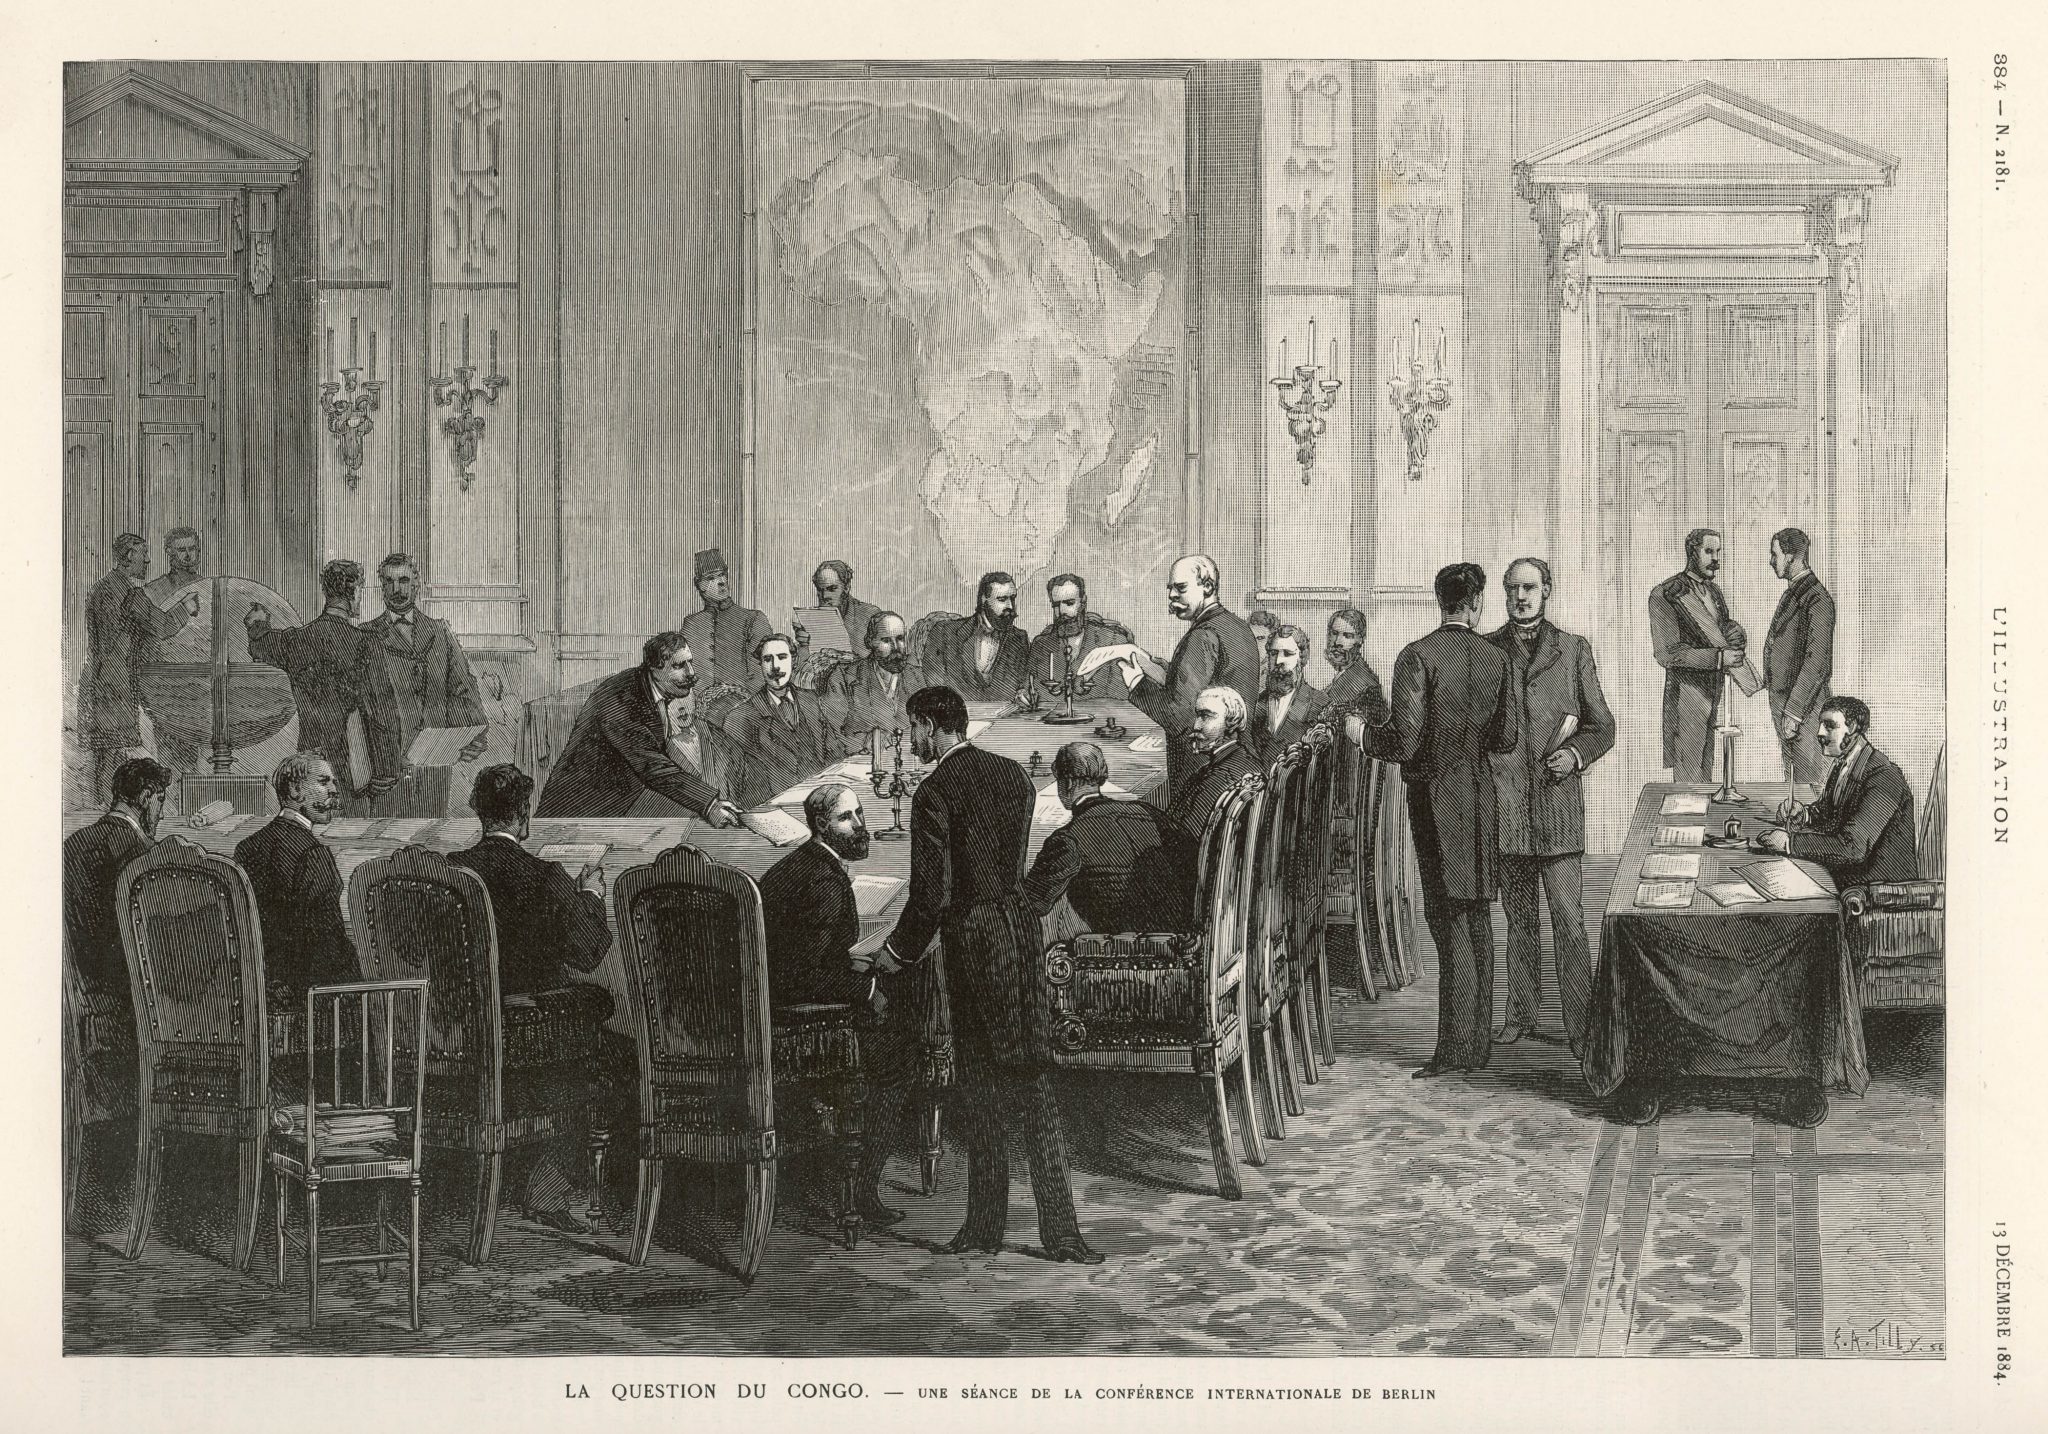 384 — N. 2181.
L'ILLUSTRATION
13 DÉCEMBRE 1884.
E. A. Tilly. sc
LA QUESTION DU CONGO. — UNE SÉANCE DE LA CONFÉRENCE INTERNATIONALE DE BERLIN